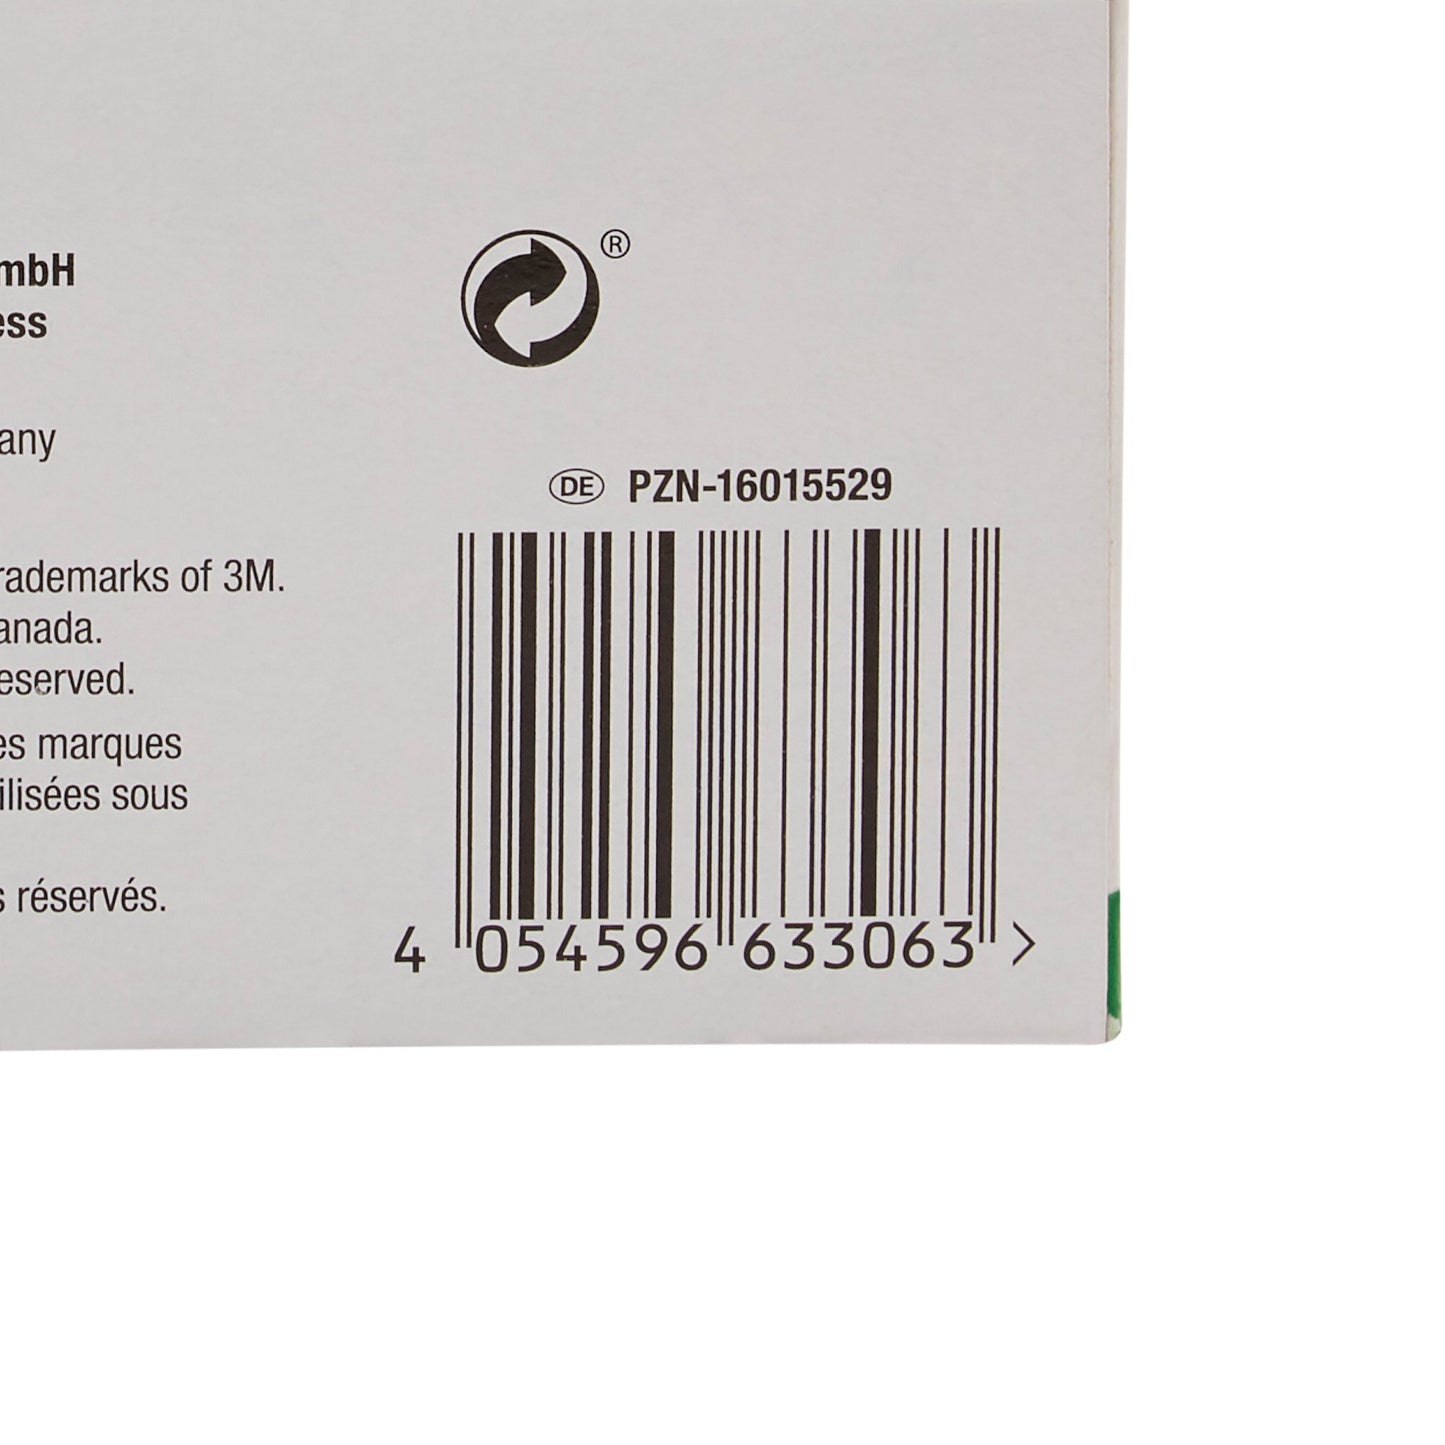 mbH
ess
any
rademarks of 3M.
anada.
eserved.
es marques
ilisées sous
s réservés.
®
DE PZN-16015529
4 054596 633063 >